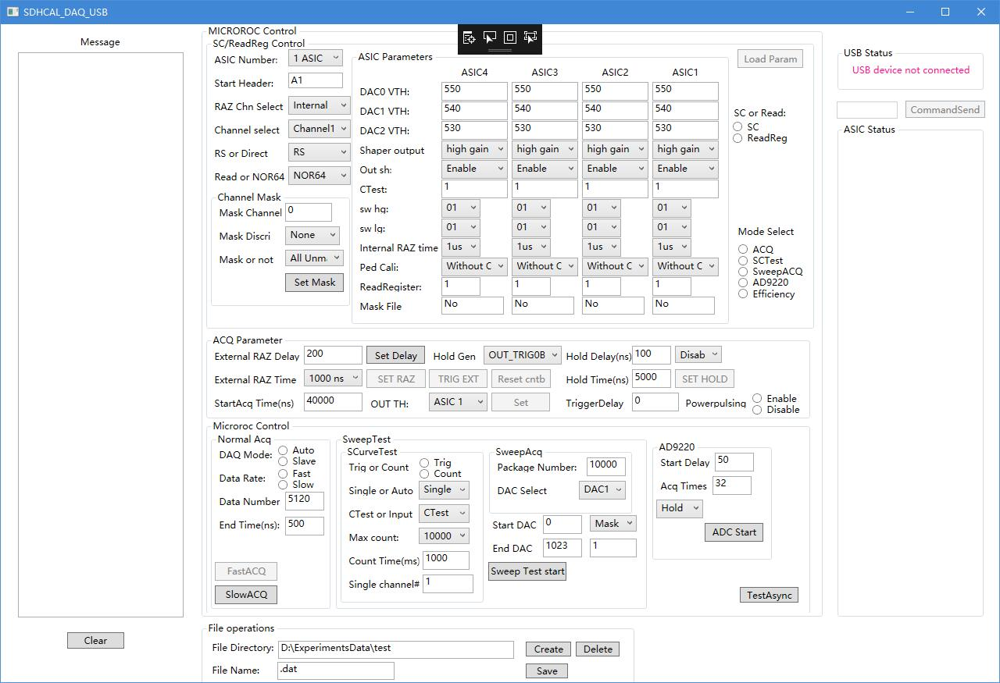 SDHCAL_DAQ_USB
Message
Clear
MICROROC Control
SC/ReadReg Control
ASIC Number: 1 ASIC
Start Header: A1
RAZ Chn Select Internal
Channel select Channel1
RS or Direct RS
Read or NOR64 NOR64
Channel Mask
Mask Channel 0
Mask Discri None
Mask or not All Unm
Set Mask
ASIC Parameters
ASIC4 ASIC3 ASIC2 ASIC1
DAC0 VTH: 550 550 550 550
DAC1 VTH: 540 540 540 540
DAC2 VTH: 530 530 530 530
Shaper output high gain high gain high gain high gain
Out sh: Enable Enable Enable Enable
CTest: 1 1 1 1
sw hg: 01 01 01 01
sw lg: 01 01 01 01
Internal RAZ time 1us 1us 1us 1us
Ped Cali: Without C Without C Without C Without C
ReadRegister: 1 1 1 1
Mask File No No No No
Load Param
SC or Read:
SC
ReadReg
Mode Select
ACQ
SCTest
SweepACQ
AD9220
Efficiency
ACQ Parameter
External RAZ Delay 200 Set Delay Hold Gen OUT_TRIG0B Hold Delay(ns) 100 Disab
External RAZ Time 1000 ns SET RAZ TRIG EXT Reset cntb Hold Time(ns) 5000 SET HOLD
StartAcq Time(ns) 40000 OUT TH: ASIC 1 Set TriggerDelay 0 Powerpulsing Enable
Disable
Microroc Control
Normal Acq
DAQ Mode: Auto
Slave
Data Rate: Fast
Slow
Data Number 5120
End Time(ns): 500
FastACQ
SlowACQ
SweepTest
SCurveTest
Trig or Count Trig
Count
Single or Auto Single
CTest or Input CTest
Max count: 10000
Count Time(ms) 1000
Single channel# 1
SweepAcq
Package Number: 10000
DAC Select DAC1
Start DAC 0 Mask
End DAC 1023 1
Sweep Test start
AD9220
Start Delay 50
Acq Times 32
Hold
ADC Start
TestAsync
File operations
File Directory: D:\ExperimentsData\test Create Delete
File Name: .dat Save
USB Status
USB device not connected
CommandSend
ASIC Status